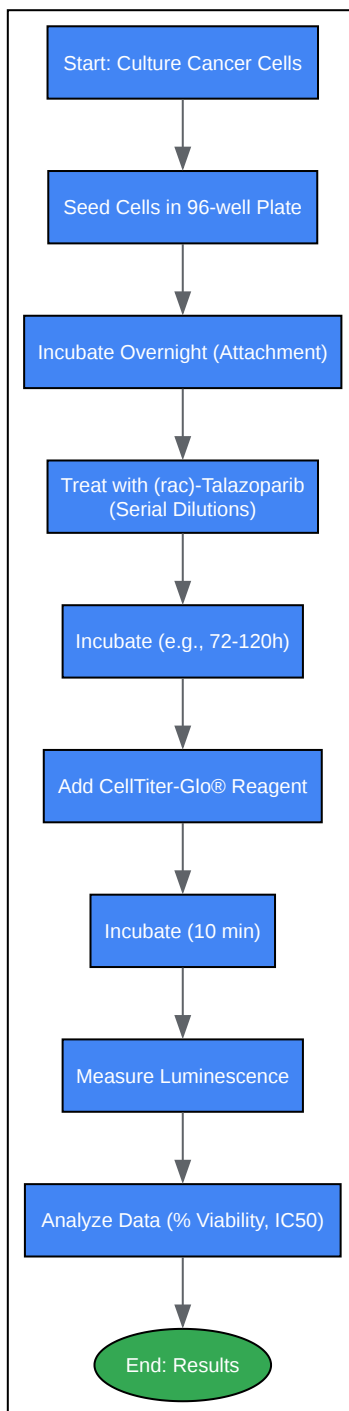 Start: Culture Cancer Cells
Seed Cells in 96-well Plate
Incubate Overnight (Attachment)
Treat with (rac)-Talazoparib
(Serial Dilutions)
Incubate (e.g., 72-120h)
Add CellTiter-Glo® Reagent
Incubate (10 min)
Measure Luminescence
Analyze Data (% Viability, IC50)
End: Results